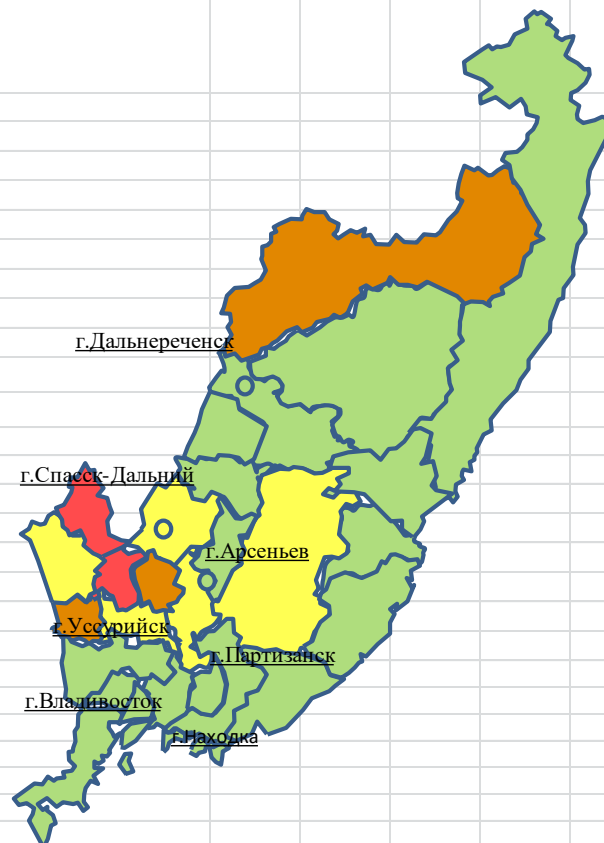 г.Дальнереченск
г.Спасск-Дальний
г.Арсеньев
г.Уссурийск
г.Партизанск
г.Владивосток
г.Находка